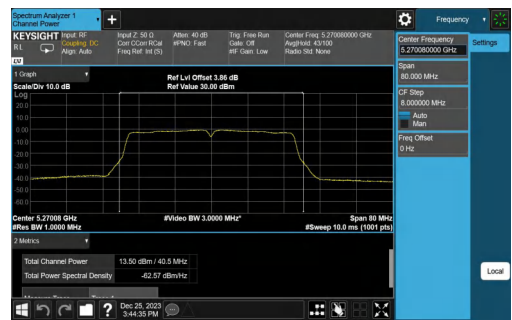 Spectrum Analyzer 1
Channel Power
+
Frequency
KEYSIGHT
RL
Input: RF
Coupling: DC
Align: Auto
Input Z: 50 Ω
Corr CCorr RCal
Freq Ref: Int (S)
Atten: 40 dB
#PNO: Fast
Trig: Free Run
Gate: Off
#IF Gain: Low
Center Freq: 5.270080000 GHz
Avg|Hold: 43/100
Radio Std: None
LVI
1 Graph
Scale/Div 10.0 dB
Ref Lvl Offset 3.86 dB
Ref Value 30.00 dBm
Log
20.0
10.0
0.00
-10.0
-20.0
-30.0
-40.0
-50.0
-60.0
Center 5.27008 GHz
#Res BW 1.0000 MHz
#Video BW 3.0000 MHz*
Span 80 MHz
#Sweep 10.0 ms (1001 pts)
2 Metrics
Total Channel Power 13.50 dBm / 40.5 MHz
Total Power Spectral Density -62.57 dBm/Hz
?
Dec 25, 2023
3:44:35 PM
Center Frequency
5.270080000 GHz
Span
80.000 MHz
CF Step
8.000000 MHz
Auto
Man
Freq Offset
0 Hz
Settings
Local